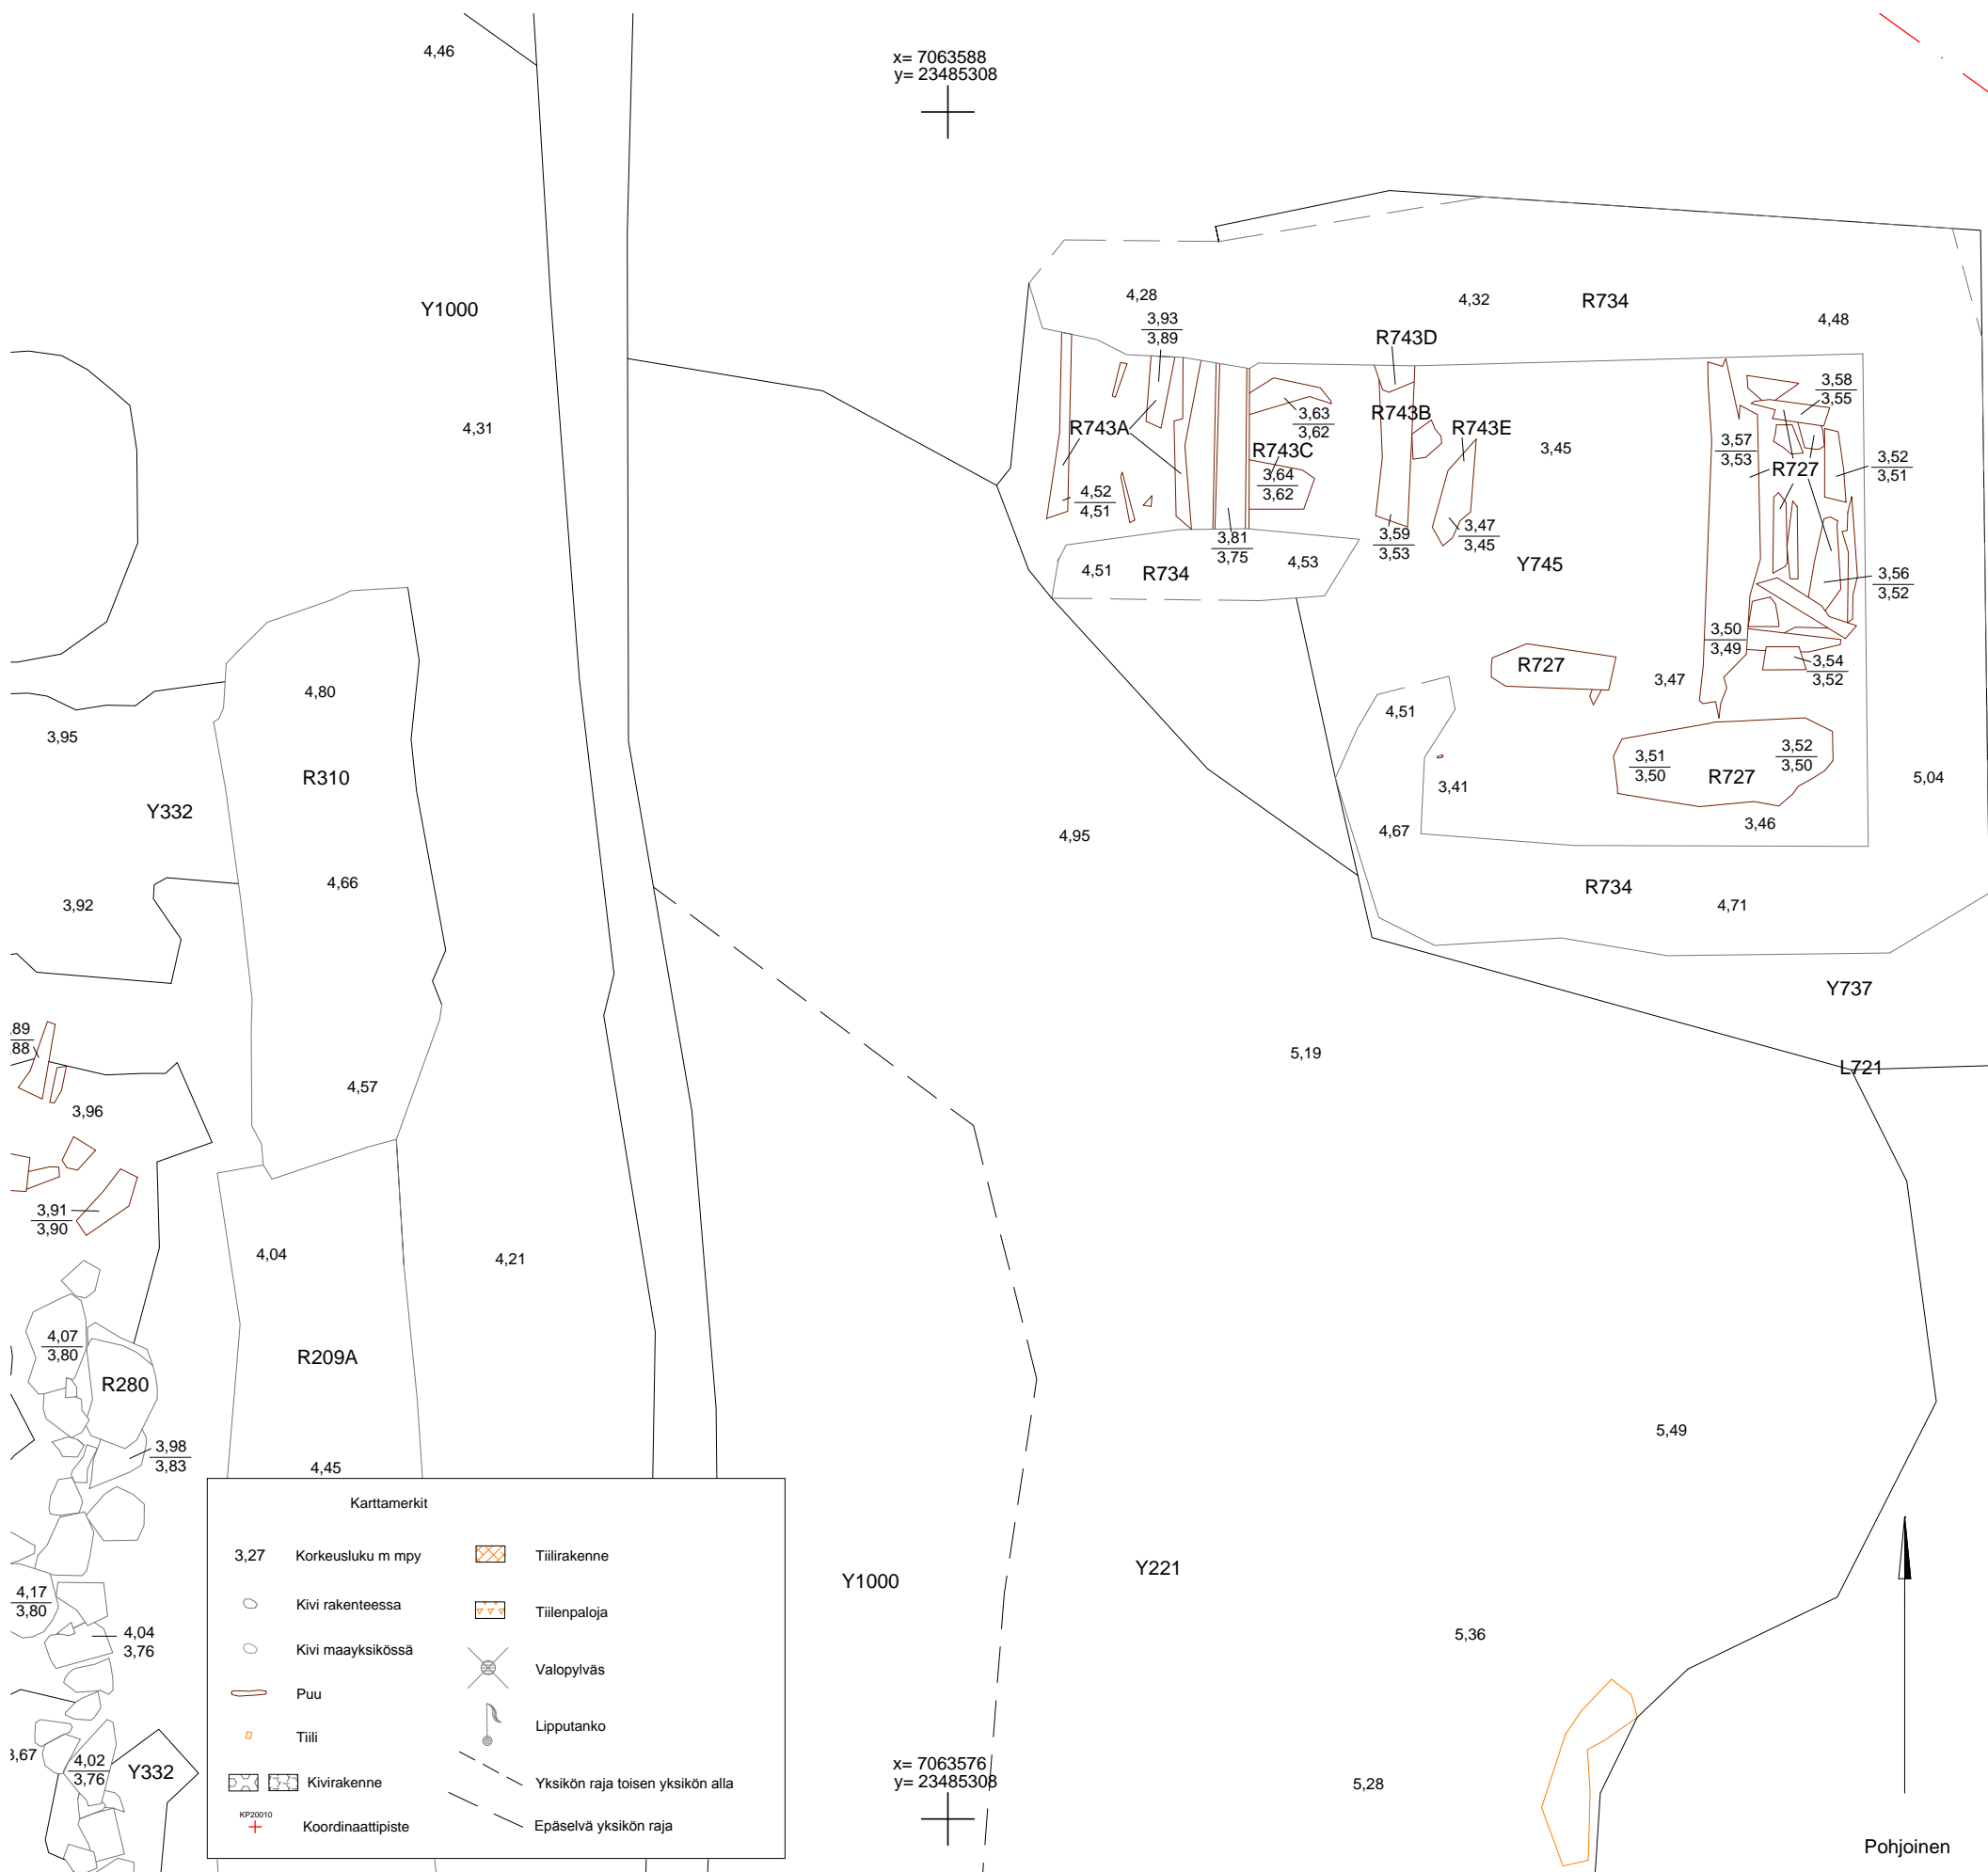 4,46
x= 7063588
y= 23485308
Y1000
4,28
4,32
R734
4,48
3,93
3,89
R743D
4,31
R743A
3,63
3,62
R743B
R743E
3,45
3,58
3,55
3,57
3,53
R727
3,52
3,51
R743C
3,64
3,62
4,52
4,51
3,81
3,75
3,59
3,53
3,47
3,45
4,51
R734
4,53
Y745
3,56
3,52
3,50
3,49
3,54
3,52
R727
3,47
4,80
3,95
R310
4,51
3,51
3,50
3,52
3,50
R727
3,41
5,04
Y332
4,95
4,67
3,46
4,66
3,92
R734
4,71
Y737
,89
,88
5,19
L721
4,57
3,96
3,91
3,90
4,04
4,21
4,07
3,80
R209A
R280
3,98
3,83
4,45
5,49
Karttamerkit
3,27 Korkeusluku m mpy
Kivi rakenteessa
Kivi maayksikössä
Puu
Tiili
Kivirakenne
KP20010
Koordinaattipiste
Tiilirakenne
Tiilenpaloja
Valopylväs
Lipputanko
Yksikön raja toisen yksikön alla
Epäselvä yksikön raja
4,17
3,80
4,04
3,76
Y1000
Y221
5,36
3,67
4,02
3,76
Y332
x= 7063576
y= 23485308
5,28
Pohjoinen